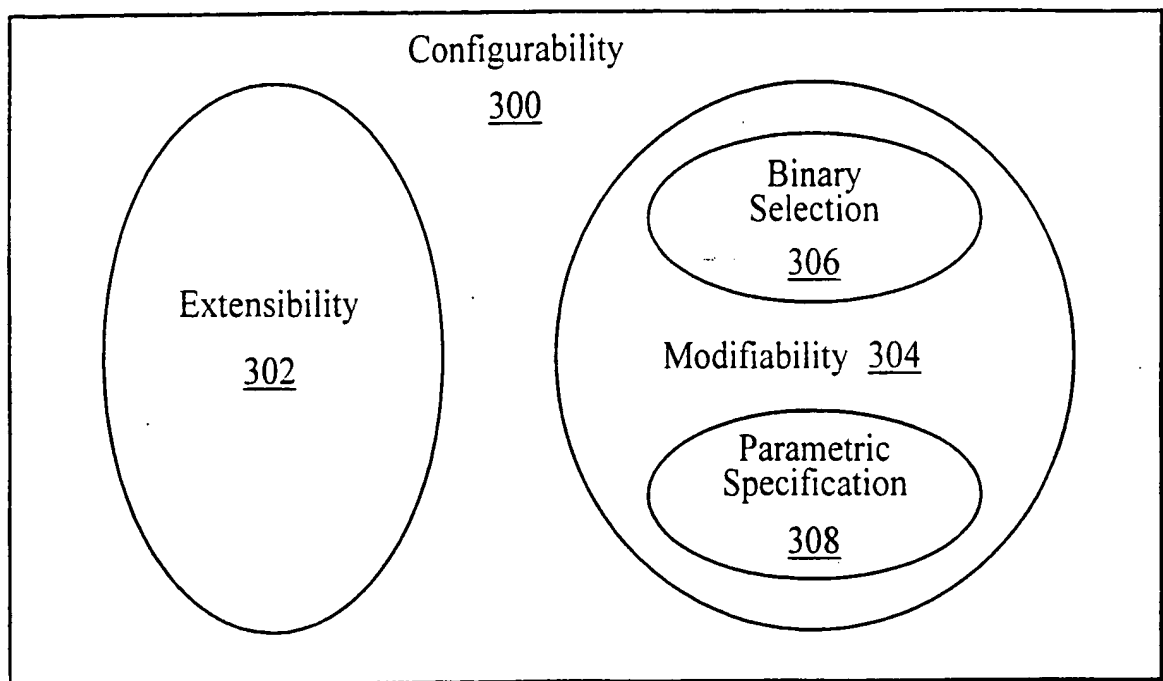 Configurability
300
Extensibility
302
Binary
Selection
306
Modifiability 304
Parametric
Specification
308